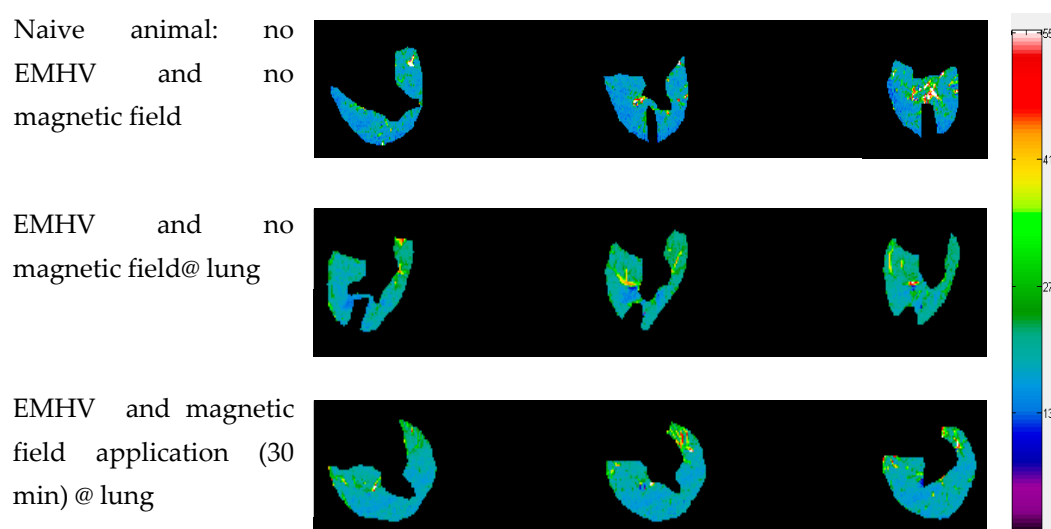 Naive animal: no
EMHV and no
magnetic field
EMHV and no
magnetic field@ lung
EMHV and magnetic
field application (30
min) @ lung
55
41
27
13